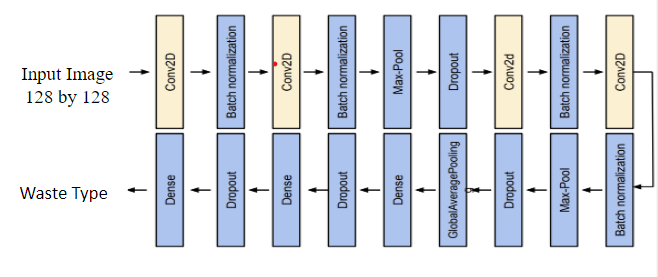 Input Image
128 by 128
Conv2D
Batch normalization
Conv2D
Batch normalization
Max-Pool
Dropout
Conv2d
Batch normalization
Conv2D
Batch normalization
Max-Pool
Dropout
GlobalAveragePooling
Dense
Dropout
Dense
Dropout
Dense
Waste Type